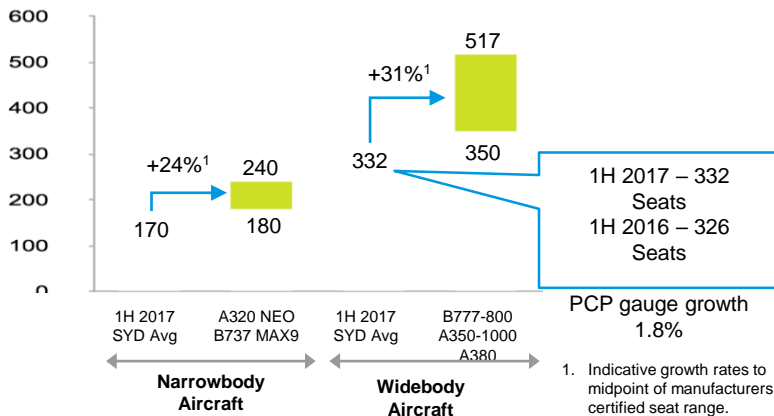 600
500
400
300
200
100
0
+24%1
170
240
180
+31%1
332
517
350
1H 2017 – 332
Seats
1H 2016 – 326
Seats
PCP gauge growth
1.8%
1H 2017
SYD Avg
A320 NEO
B737 MAX9
1H 2017
SYD Avg
B777-800
A350-1000
A380
Narrowbody
Aircraft
Widebody
Aircraft
1. Indicative growth rates to
midpoint of manufacturers
certified seat range.